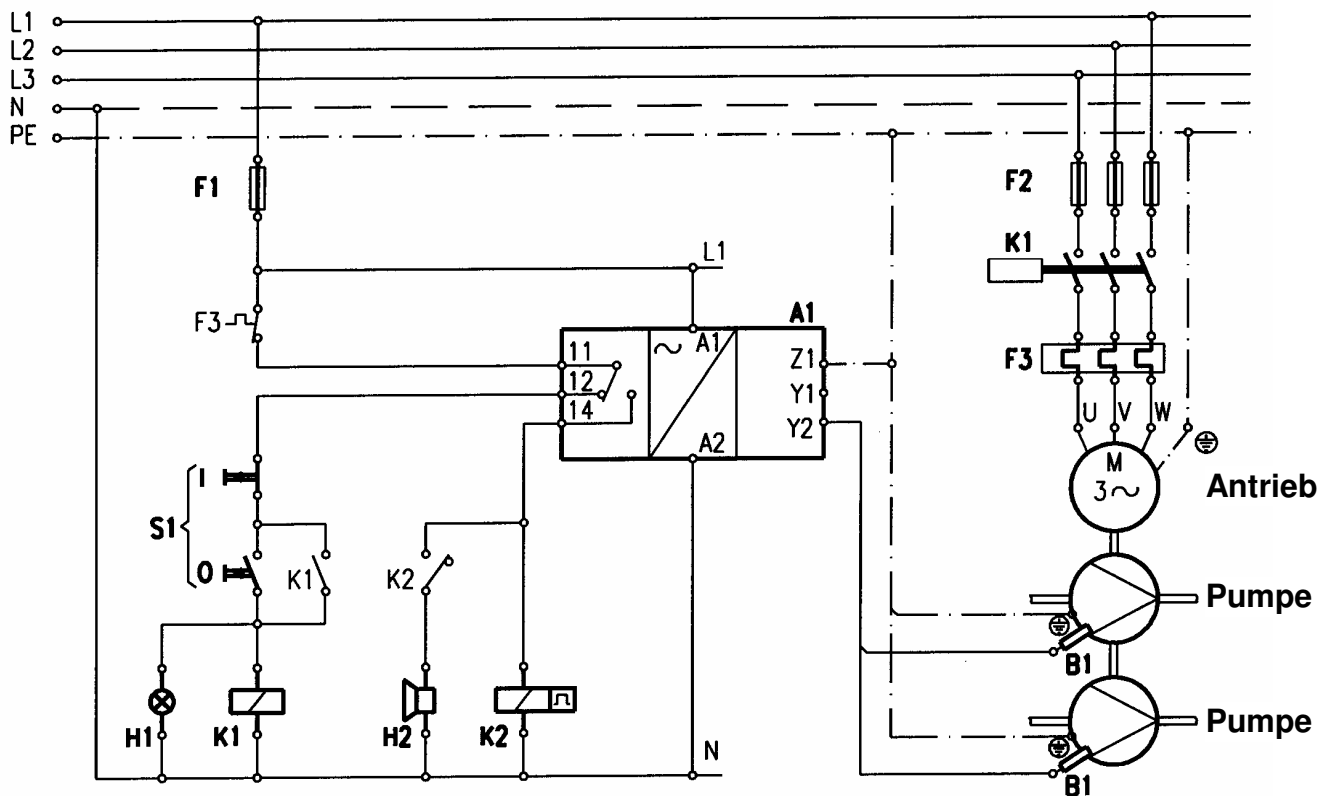 L1
L2
L3
N
PE
F1
F2
K1
L1
F3
A1
11
12
14
~
A1
A2
Z1
Y1
Y2
F3
U V W
M
3~
Antrieb
I
S1
O
K1
K2
Pumpe
B1
H1
K1
H2
K2
N
Pumpe
B1